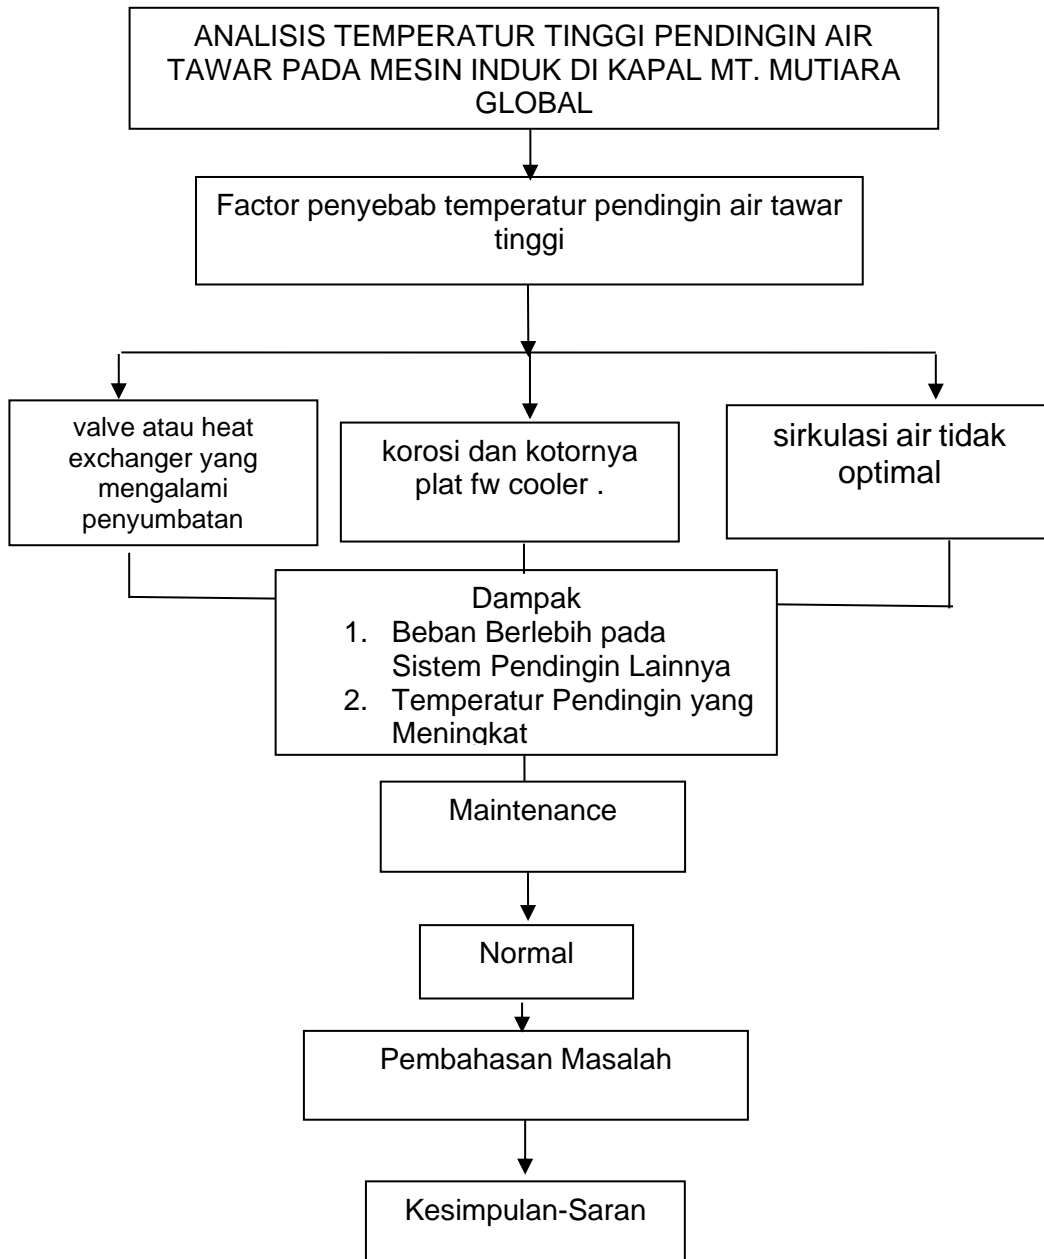 ANALISIS TEMPERATUR TINGGI PENDINGIN AIR
TAWAR PADA MESIN INDUK DI KAPAL MT. MUTIARA
GLOBAL
Factor penyebab temperatur pendingin air tawar
tinggi
valve atau heat
exchanger yang
mengalami
penyumbatan
korosi dan kotornya
plat fw cooler .
sirkulasi air tidak
optimal
Dampak
1. Beban Berlebih pada
Sistem Pendingin Lainnya
2. Temperatur Pendingin yang
Meningkat
Maintenance
Normal
Pembahasan Masalah
Kesimpulan-Saran